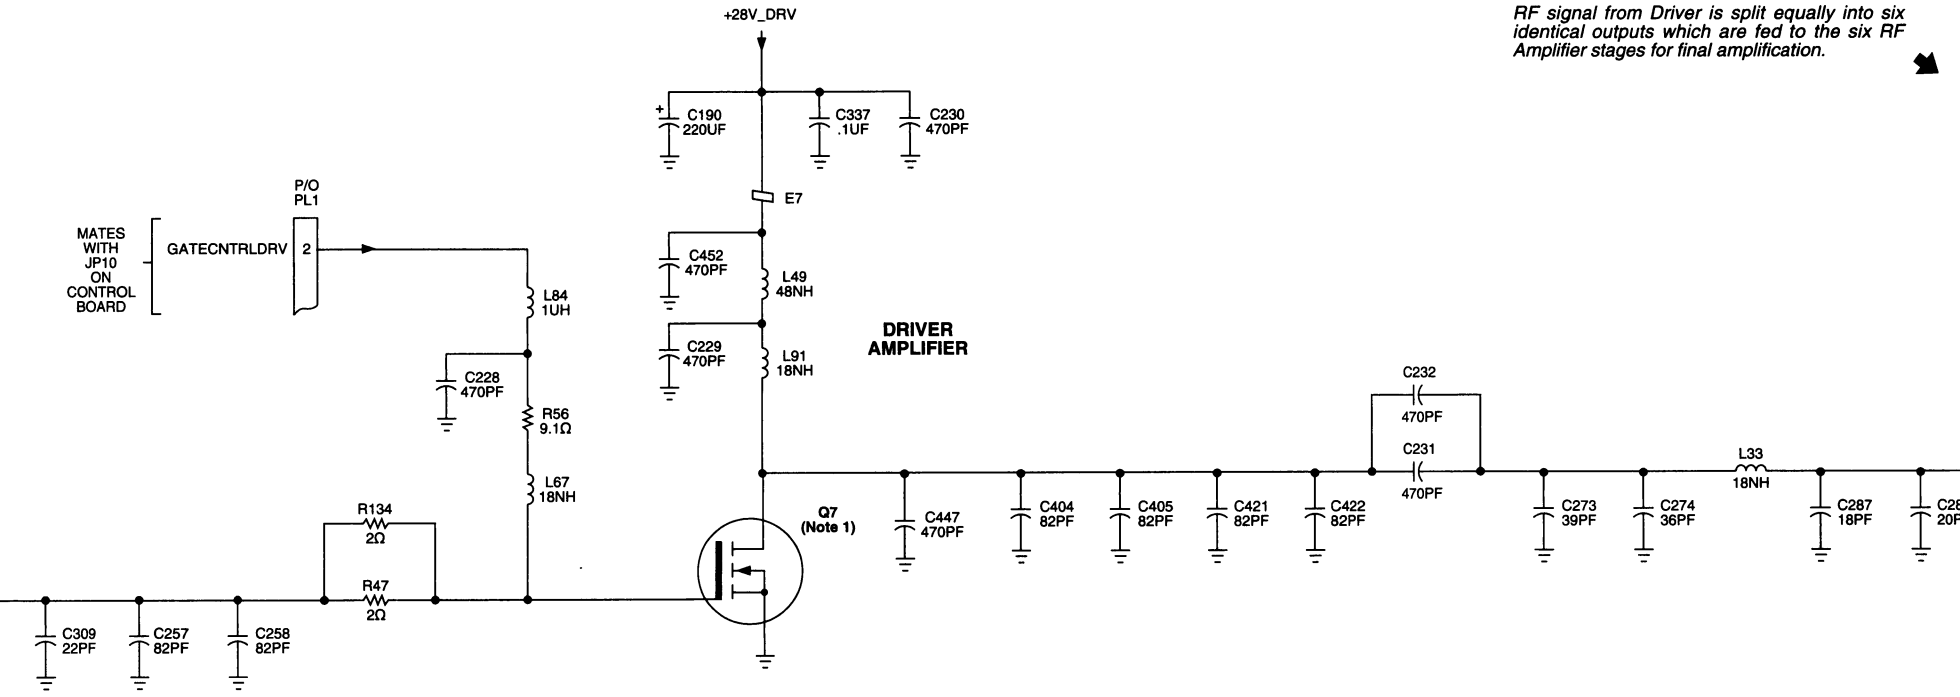 +28V_DRV
RF signal from Driver is split equally into six
identical outputs which are fed to the six RF
Amplifier stages for final amplification.
+
C190
220UF
C337
.1UF
C230
470PF
P/O
PL1
E7
MATES
WITH
JP10
ON
CONTROL
BOARD
GATECNTRLDRV
2
C452
470PF
L49
48NH
L84
1UH
C229
470PF
L91
18NH
DRIVER
AMPLIFIER
C228
470PF
R56
9.1Ω
L67
18NH
C232
470PF
C231
470PF
L33
18NH
R134
2Ω
R47
2Ω
Q7
(Note 1)
C447
470PF
C404
82PF
C405
82PF
C421
82PF
C422
82PF
C273
39PF
C274
36PF
C287
18PF
C309
22PF
C257
82PF
C258
82PF